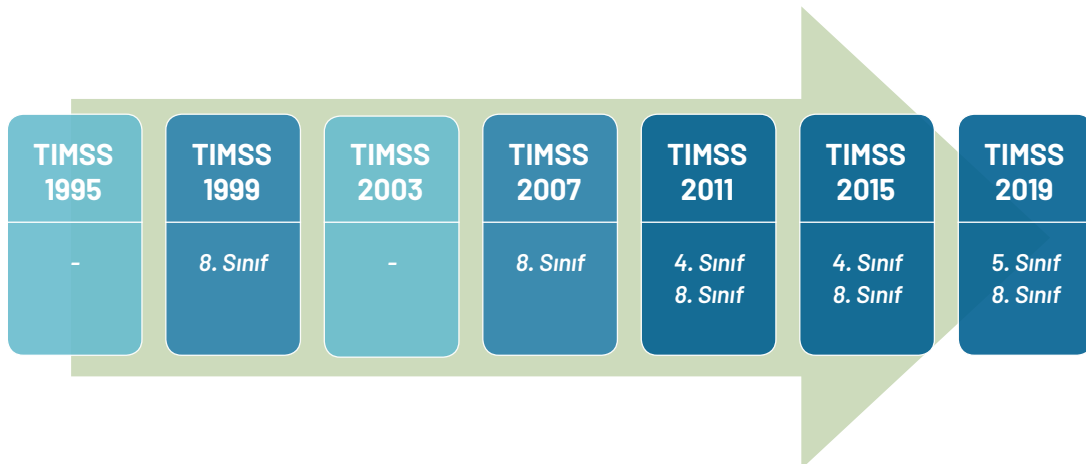 TIMSS
1995
-
TIMSS
1999
8. Sınıf
TIMSS
2003
-
TIMSS
2007
8. Sınıf
TIMSS
2011
4. Sınıf
8. Sınıf
TIMSS
2015
4. Sınıf
8. Sınıf
TIMSS
2019
5. Sınıf
8. Sınıf